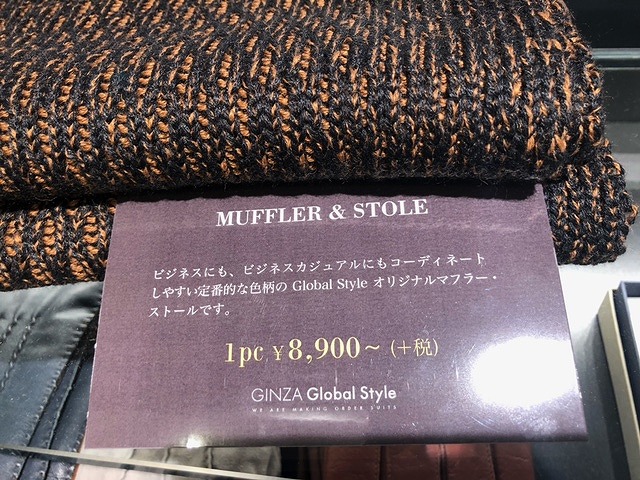 MUFFLER & STOLE
ビジネスにも、ビジネスカジュアルにもコーディネート
しやすい定番的な色柄の Global Style オリジナルマフラー・
ストールです。
1pc ¥8,900~ (+税)
GINZA Global Style
WE ARE MAKING ORDER SUITS